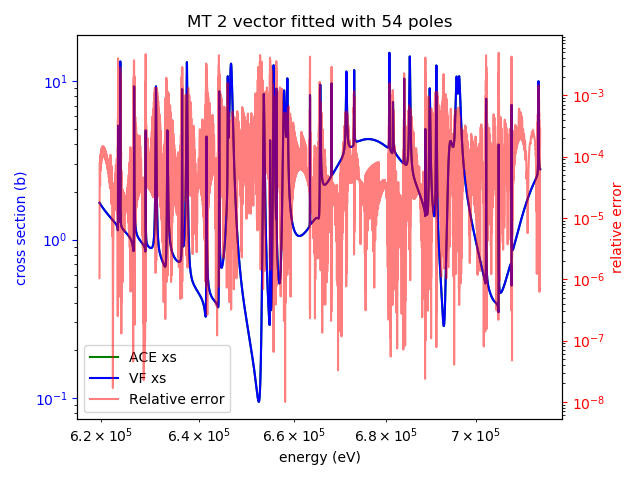 MT 2 vector fitted with 54 poles
10¹
10⁰
10⁻¹
cross section (b)
10⁻³
10⁻⁴
10⁻⁵
10⁻⁶
10⁻⁷
10⁻⁸
relative error
ACE xs
VF xs
Relative error
6.2 × 10⁵ 6.4 × 10⁵ 6.6 × 10⁵ 6.8 × 10⁵ 7 × 10⁵
energy (eV)